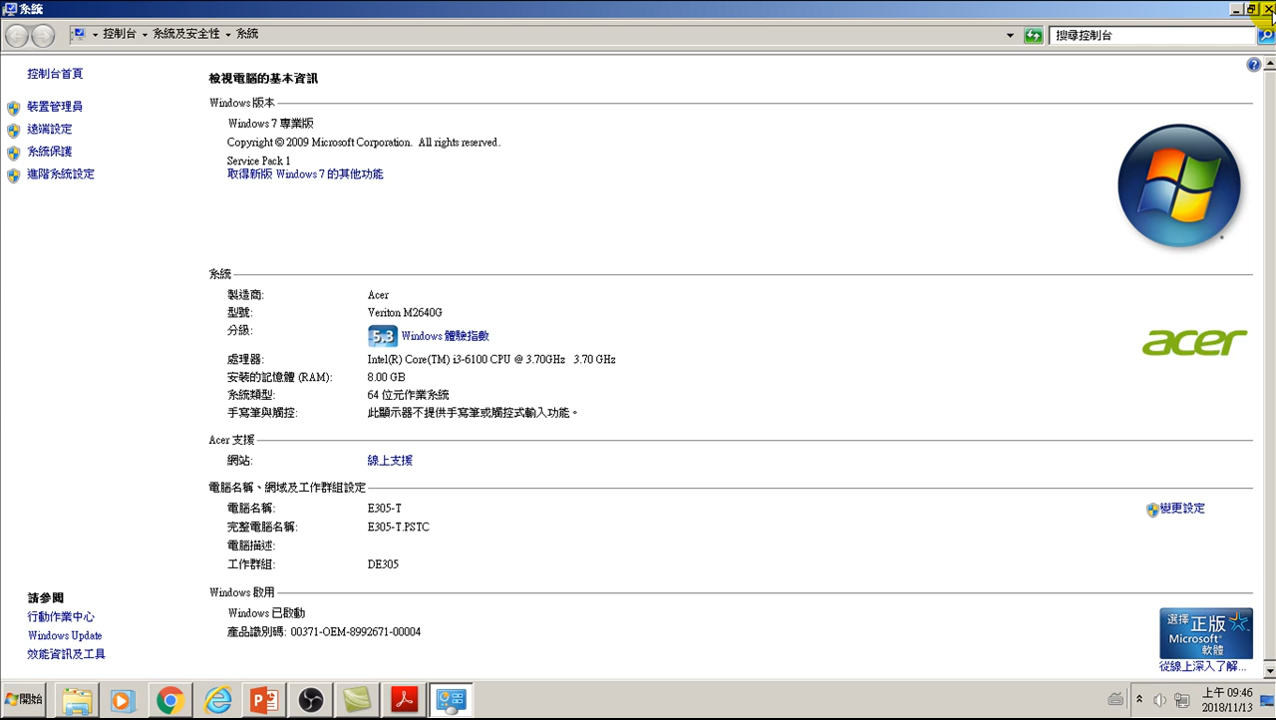 系統
控制台 系統及安全性 系統
搜尋控制台
控制台首頁
裝置管理員
遠端設定
系統保護
進階系統設定
檢視電腦的基本資訊
Windows 版本
Windows 7 專業版
Copyright © 2009 Microsoft Corporation. All rights reserved.
Service Pack 1
取得新版 Windows 7 的其他功能
系統
製造商: Acer
型號: Veriton M2640G
分級: 5.3 Windows 體驗指數
處理器: Intel(R) Core(TM) i3-6100 CPU @ 3.70GHz 3.70 GHz
安裝的記憶體 (RAM): 8.00 GB
系統類型: 64 位元作業系統
手寫筆與觸控: 此顯示器不提供手寫筆或觸控式輸入功能。
acer
Acer 支援
網站: 線上支援
電腦名稱、網域及工作群組設定
電腦名稱: E305-T
變更設定
完整電腦名稱: E305-T.PSTC
電腦描述:
工作群組: DE305
Windows 啟用
Windows 已啟動
產品識別碼: 00371-OEM-8992671-00004
選擇正版
Microsoft
軟體
從線上深入了解...
請參閱
行動作業中心
Windows Update
效能資訊及工具
開始
上午 09:46
2018/11/13